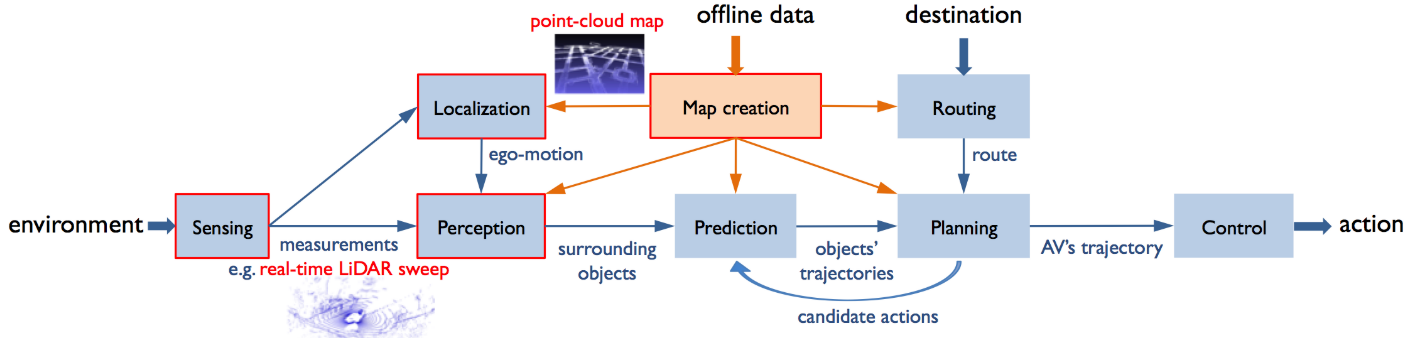 offline data
destination
point-cloud map
Localization
Map creation
Routing
ego-motion
route
environment
Sensing
Perception
Prediction
Planning
Control
action
measurements
e.g. real-time LiDAR sweep
surrounding
objects
objects'
trajectories
AV's trajectory
candidate actions